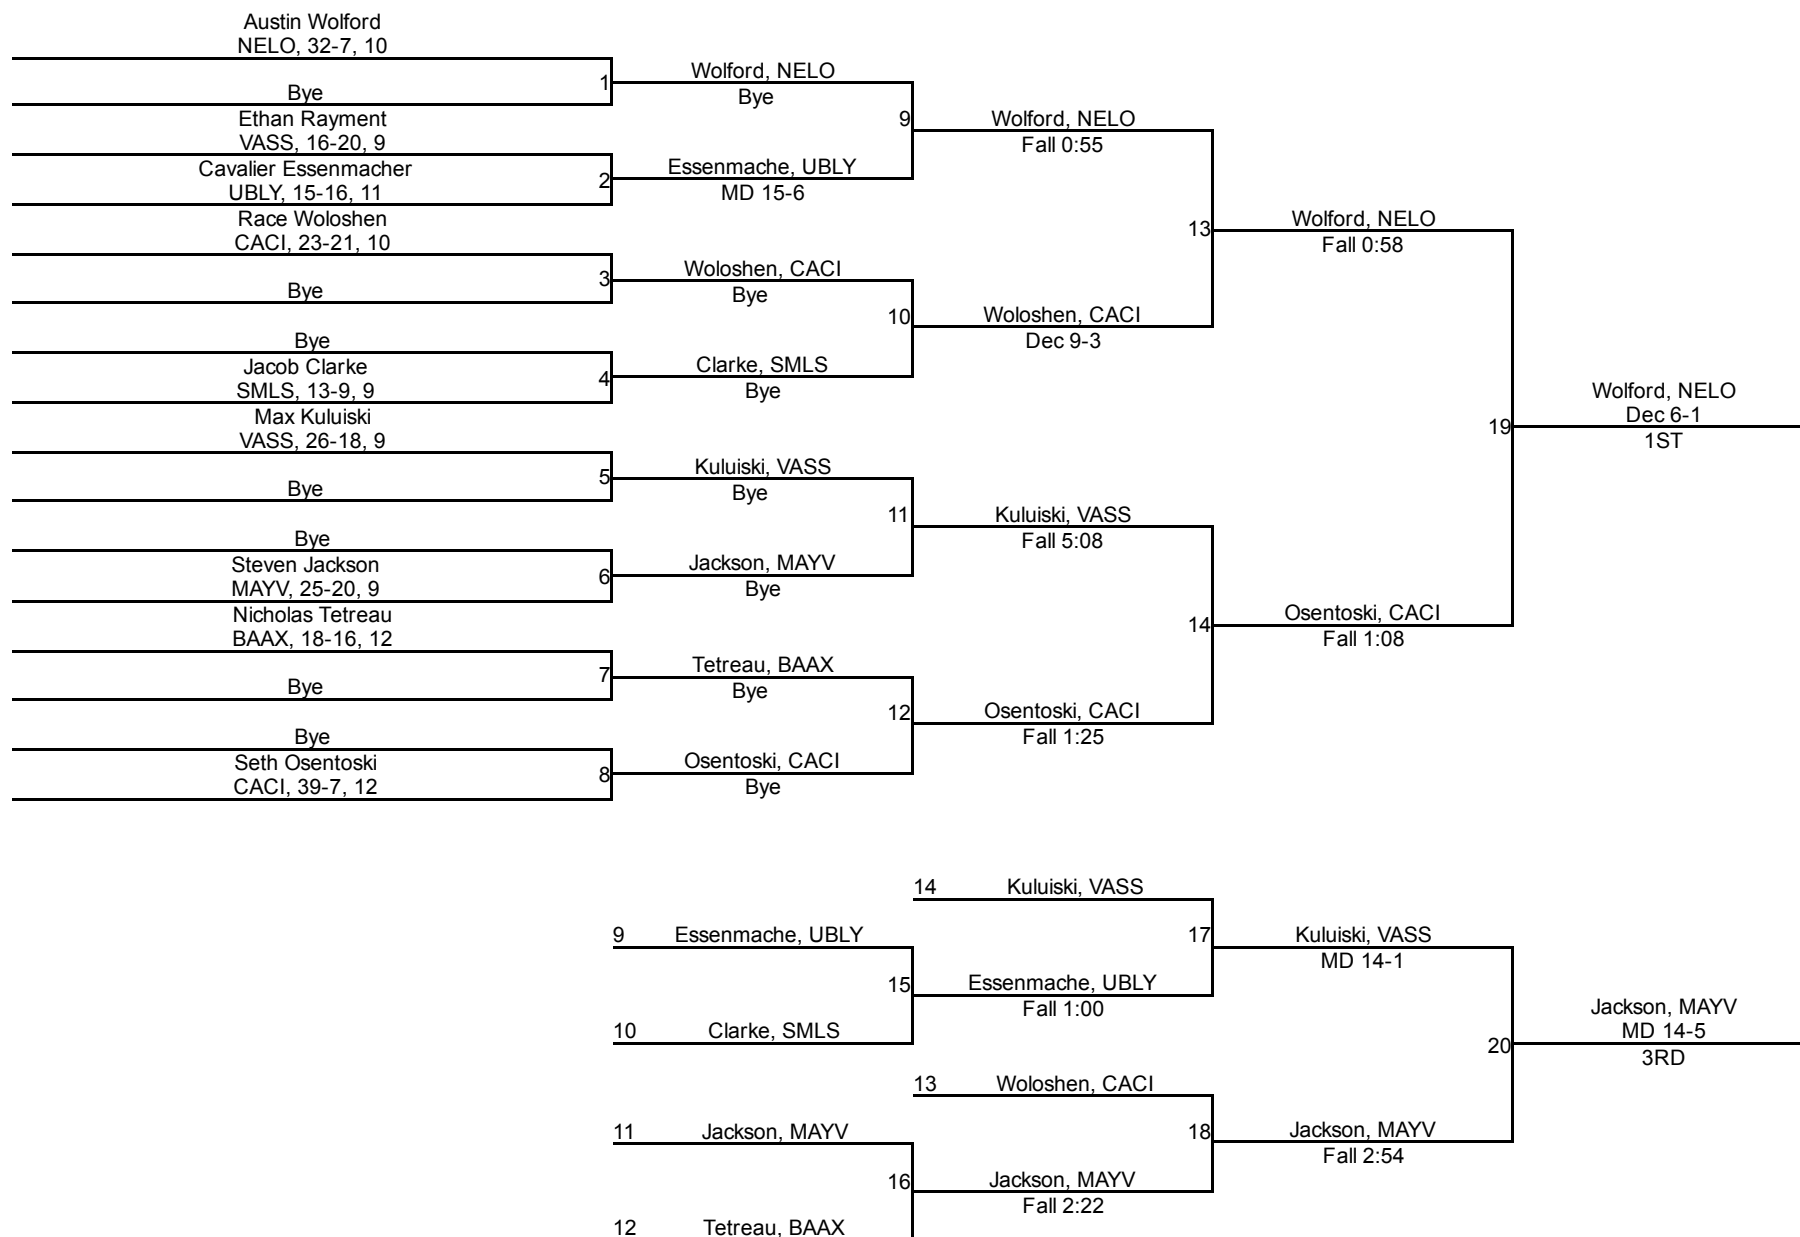 Austin Wolford
NELO, 32-7, 10
Bye
1
Ethan Rayment
VASS, 16-20, 9
Cavalier Essenmacher
UBLY, 15-16, 11
2
Race Woloshen
CACI, 23-21, 10
Bye
3
Bye
Jacob Clarke
SMLS, 13-9, 9
4
Max Kuluiski
VASS, 26-18, 9
Bye
5
Bye
Steven Jackson
MAYV, 25-20, 9
6
Nicholas Tetreau
BAAX, 18-16, 12
Bye
7
Bye
Seth Osentoski
CACI, 39-7, 12
8
Wolford, NELO
Bye
9
Essenmache, UBLY
MD 15-6
Woloshen, CACI
Bye
10
Clarke, SMLS
Bye
Kuluiski, VASS
Bye
11
Jackson, MAYV
Bye
Tetreau, BAAX
Bye
12
Osentoski, CACI
Bye
Wolford, NELO
Fall 0:55
13
Woloshen, CACI
Dec 9-3
Kuluiski, VASS
Fall 5:08
14
Osentoski, CACI
Fall 1:25
Wolford, NELO
Fall 0:58
19
Osentoski, CACI
Fall 1:08
Wolford, NELO
Dec 6-1
1ST
9 Essenmache, UBLY
15
10 Clarke, SMLS
11 Jackson, MAYV
16
12 Tetreau, BAAX
14 Kuluiski, VASS
17
Essenmache, UBLY
Fall 1:00
13 Woloshen, CACI
18
Jackson, MAYV
Fall 2:22
Kuluiski, VASS
MD 14-1
20
Jackson, MAYV
Fall 2:54
Jackson, MAYV
MD 14-5
3RD